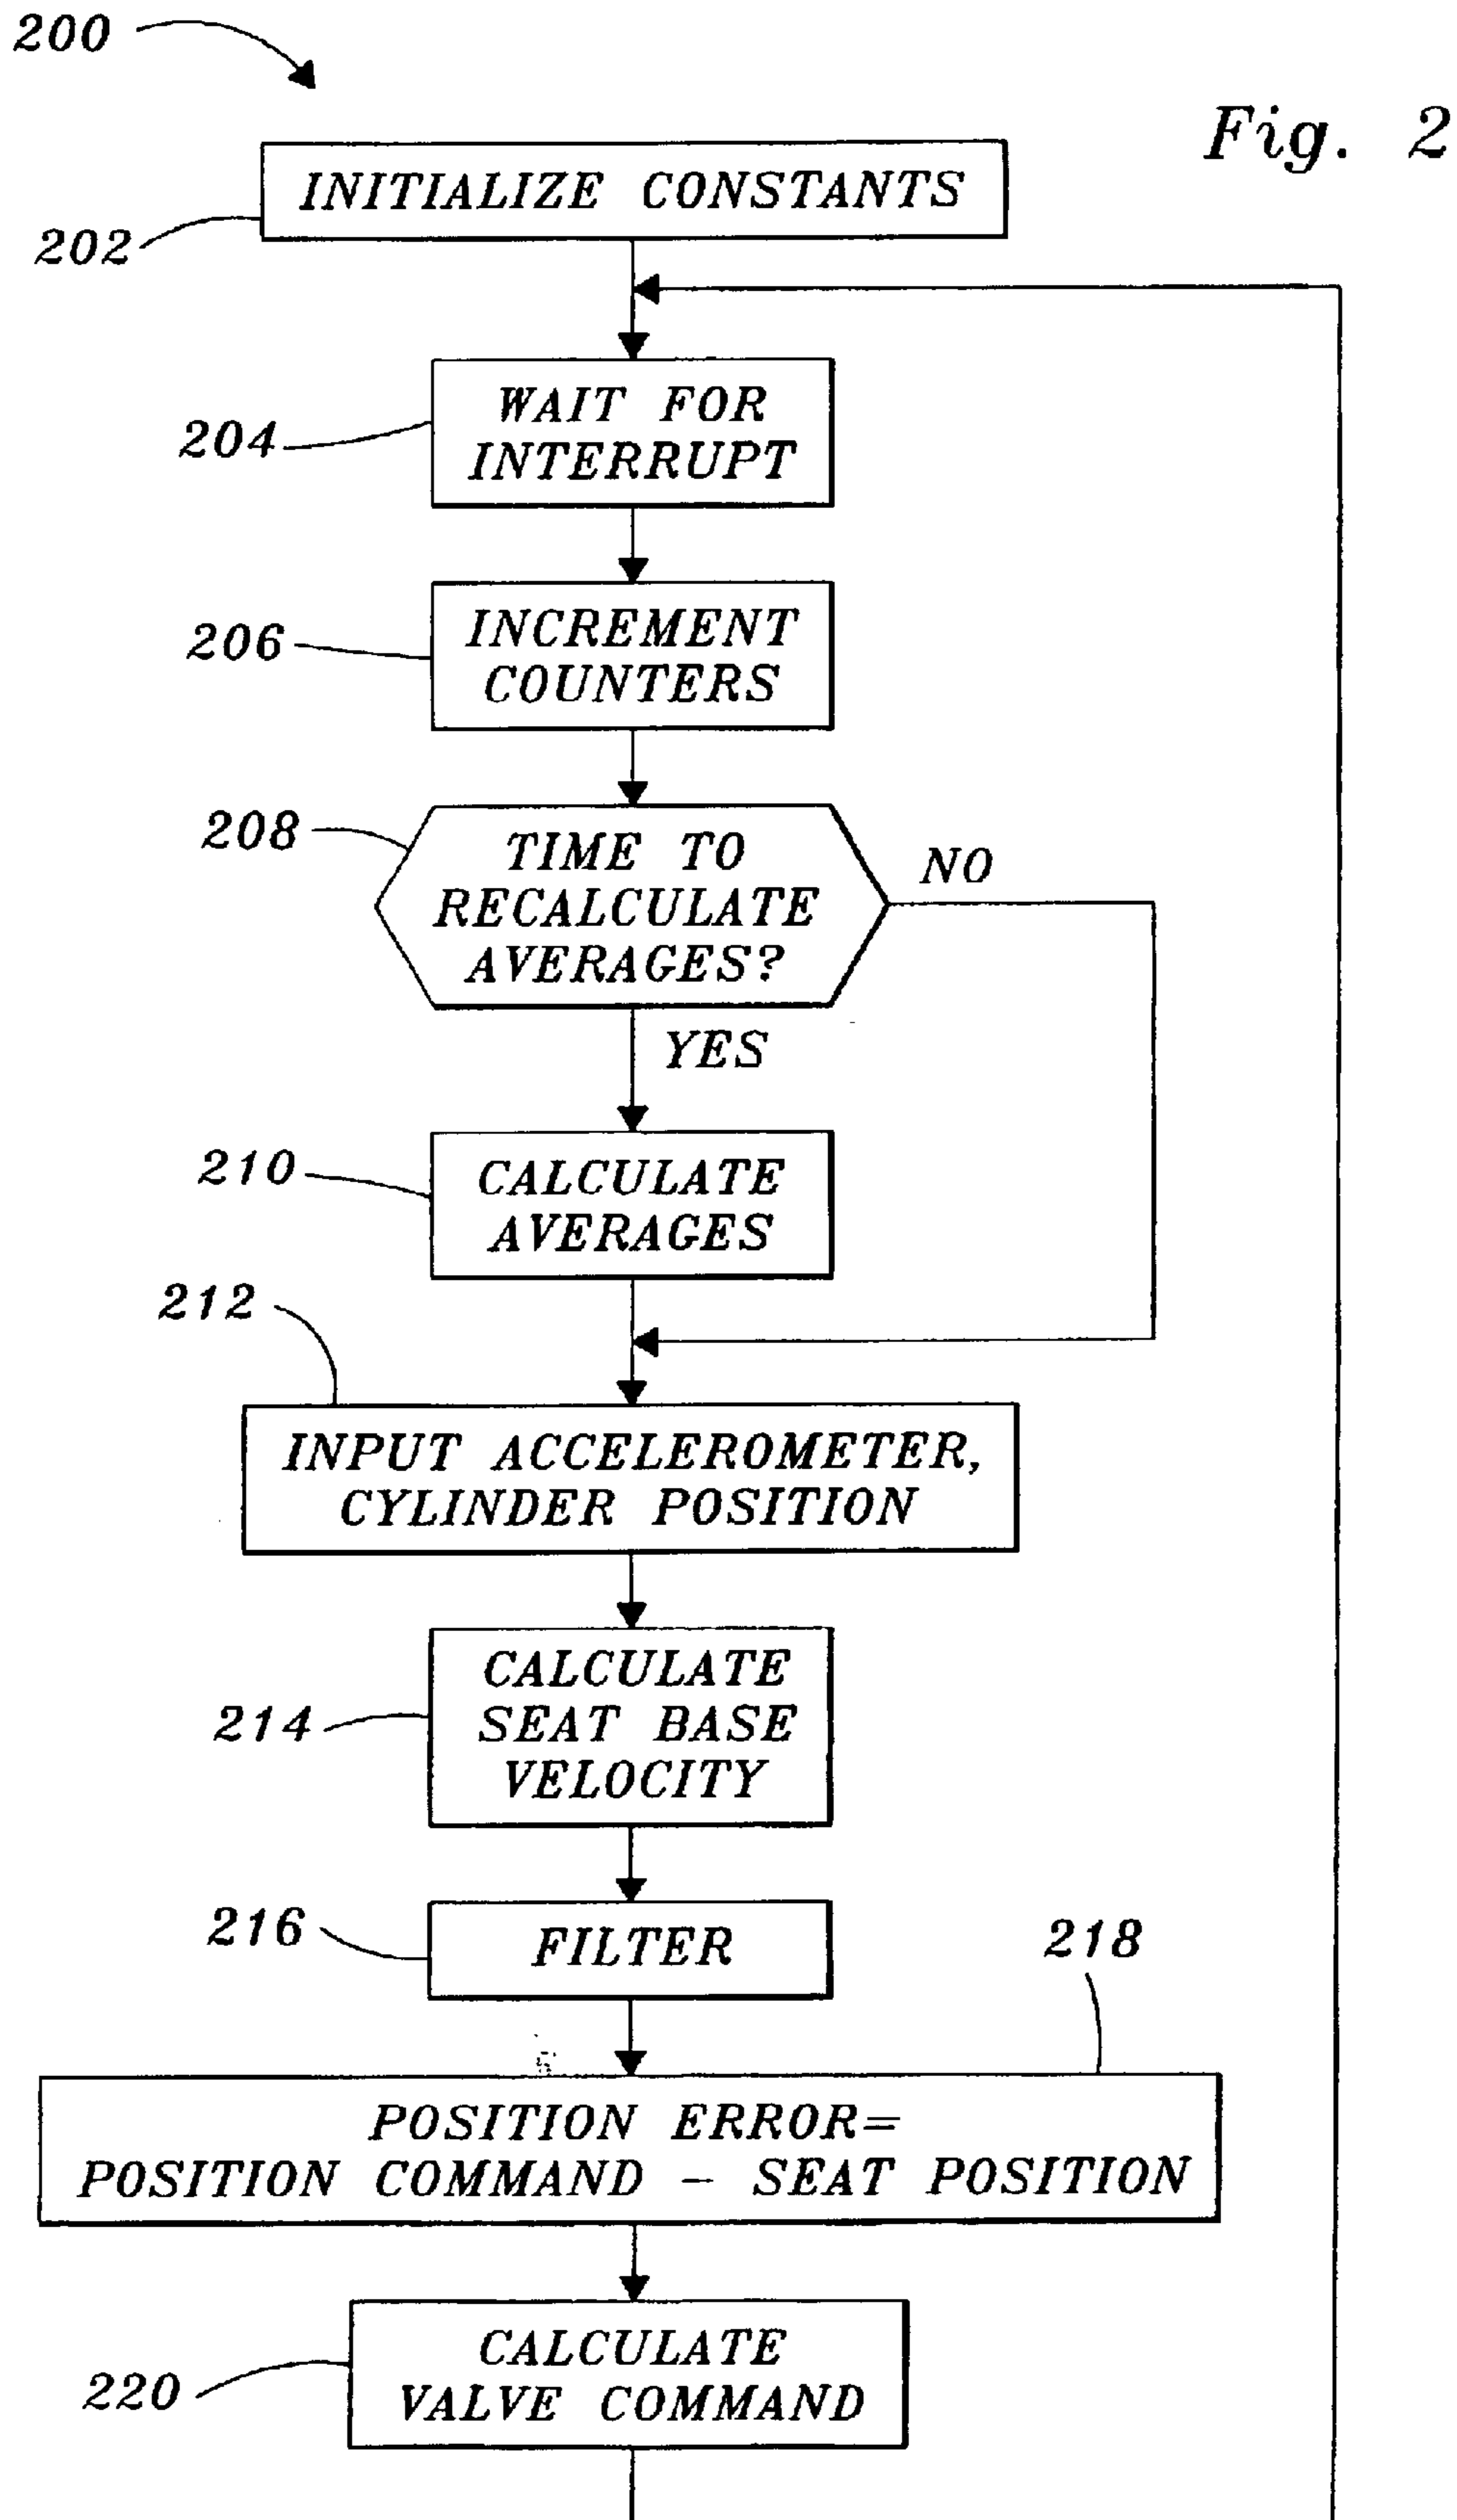 200
Fig. 2
INITIALIZE CONSTANTS
202
WAIT FOR
INTERRUPT
204
INCREMENT
COUNTERS
206
208
TIME TO
RECALCULATE
AVERAGES?
NO
YES
210
CALCULATE
AVERAGES
212
INPUT ACCELEROMETER,
CYLINDER POSITION
CALCULATE
SEAT BASE
VELOCITY
214
216
FILTER
218
POSITION ERROR=
POSITION COMMAND - SEAT POSITION
CALCULATE
VALVE COMMAND
220